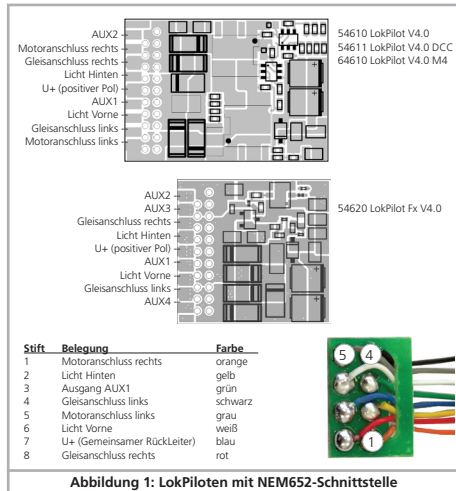 AUX2
Motoranschluss rechts
Gleisanschluss rechts
Licht Hinten
U+ (positiver Pol)
AUX1
Licht Vorne
Gleisanschluss links
Motoranschluss links
54610 LokPilot V4.0
54611 LokPilot V4.0 DCC
64610 LokPilot V4.0 M4
AUX2
AUX3
Gleisanschluss rechts
Licht Hinten
U+ (positiver Pol)
AUX1
Licht Vorne
Gleisanschluss links
AUX4
54620 LokPilot Fx V4.0
Stift Belegung Farbe
1 Motoranschluss rechts orange
2 Licht Hinten gelb
3 Ausgang AUX1 grün
4 Gleisanschluss links schwarz
5 Motoranschluss links grau
6 Licht Vorne weiß
7 U+ (Gemeinsamer RückLeiter) blau
8 Gleisanschluss rechts rot
5 4
1
Abbildung 1: LokPiloten mit NEM652-Schnittstelle